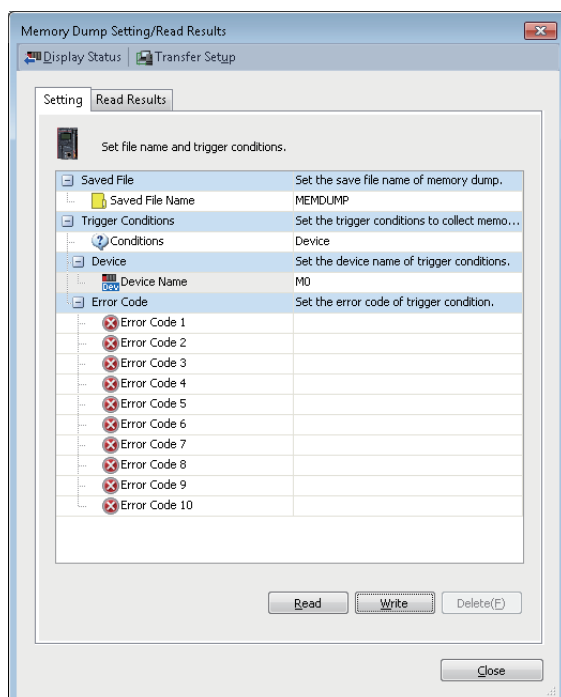 Memory Dump Setting/Read Results
Display Status Transfer Setup
Setting Read Results
Set file name and trigger conditions.
Saved File Set the save file name of memory dump.
Saved File Name MEMDUMP
Trigger Conditions Set the trigger conditions to collect memo...
Conditions Device
Device Set the device name of trigger conditions.
Dev Device Name M0
Error Code Set the error code of trigger condition.
Error Code 1
Error Code 2
Error Code 3
Error Code 4
Error Code 5
Error Code 6
Error Code 7
Error Code 8
Error Code 9
Error Code 10
Read Write Delete(F)
Close